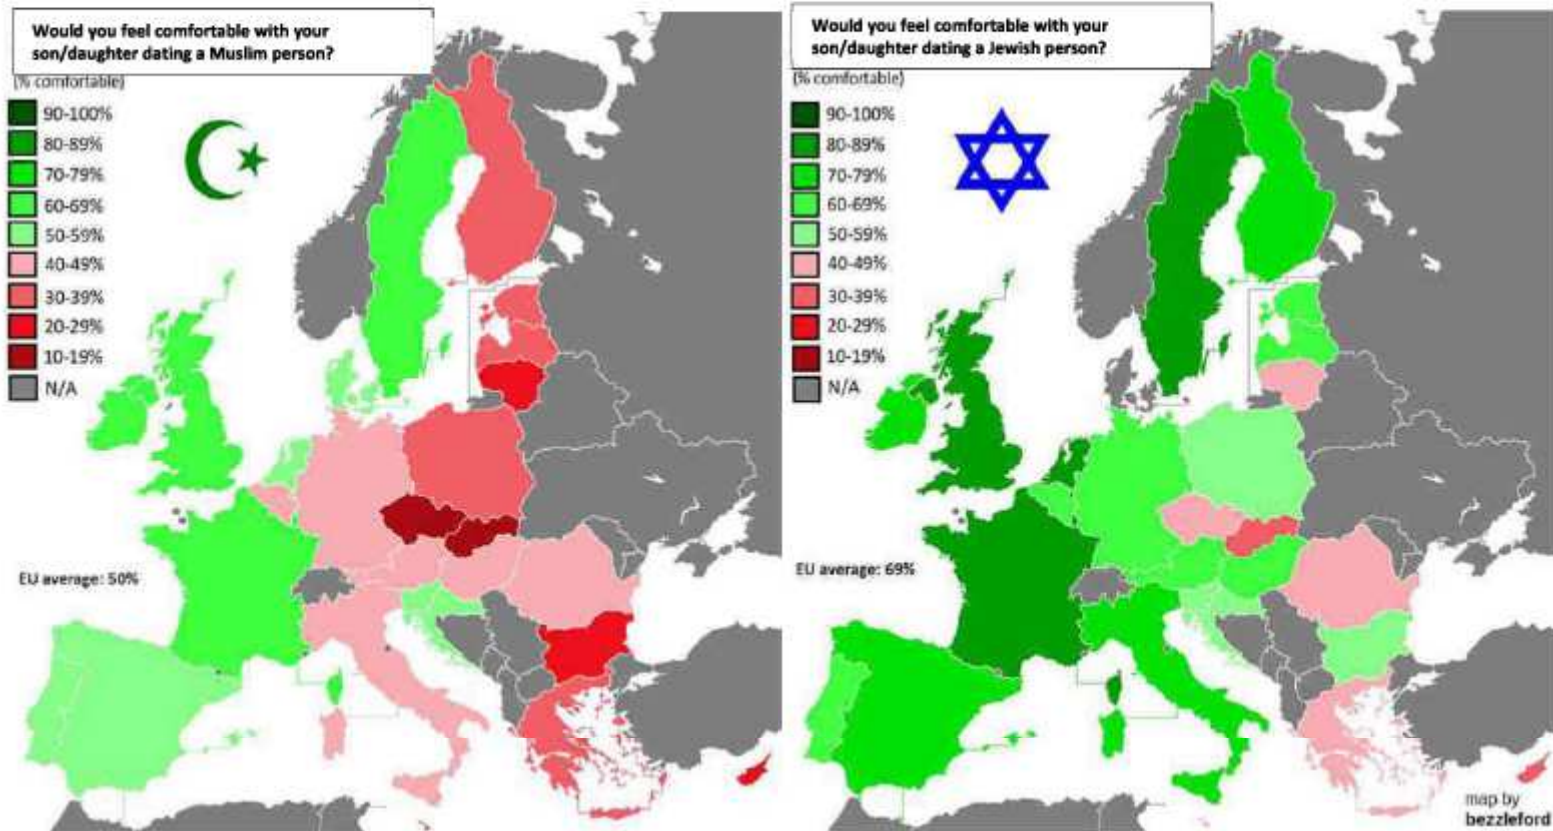 Would you feel comfortable with your
son/daughter dating a Muslim person?
(% comfortable)
90-100%
80-89%
70-79%
60-69%
50-59%
40-49%
30-39%
20-29%
10-19%
N/A
EU average: 50%
Would you feel comfortable with your
son/daughter dating a Jewish person?
(% comfortable)
90-100%
80-89%
70-79%
60-69%
50-59%
40-49%
30-39%
20-29%
10-19%
N/A
EU average: 69%
map by
bezzleford